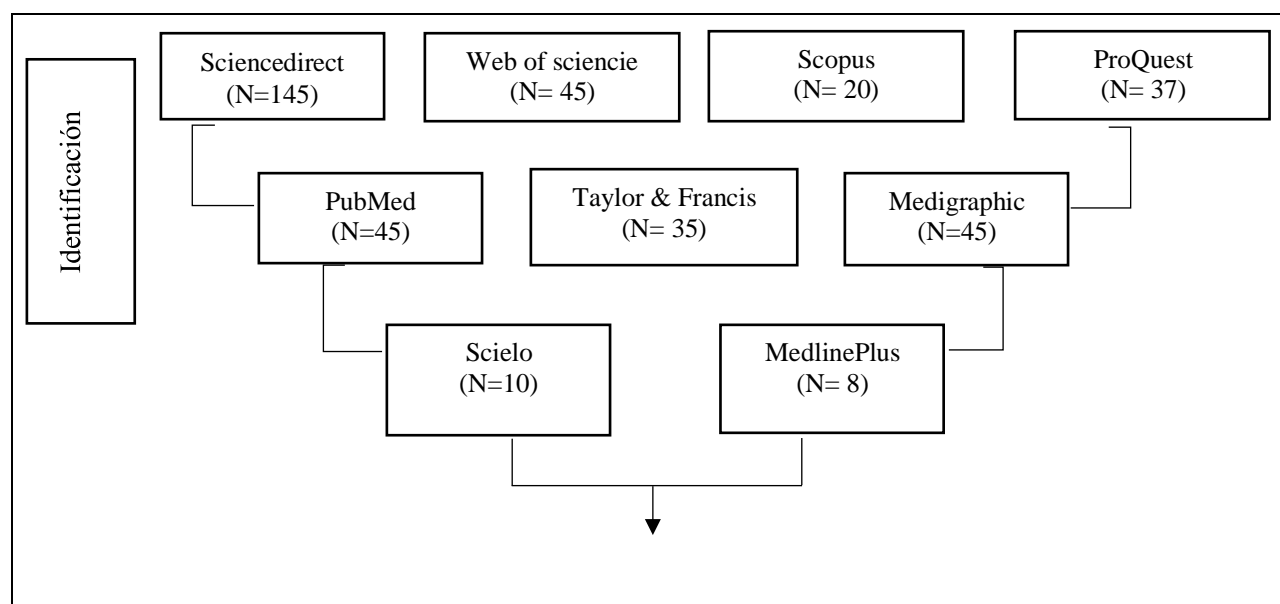 Identificación
Sciencedirect
(N=145)
Web of sciencie
(N= 45)
Scopus
(N= 20)
ProQuest
(N= 37)
PubMed
(N=45)
Taylor & Francis
(N= 35)
Medigraphic
(N=45)
Scielo
(N=10)
MedlinePlus
(N= 8)